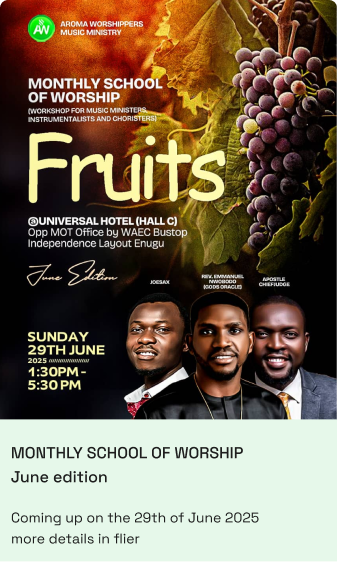 AW
AROMA WORSHIPPERS
MUSIC MINISTRY
MONTHLY SCHOOL
OF WORSHIP
(WORKSHOP FOR MUSIC MINISTERS,
INSTRUMENTALISTS AND CHORISTERS)
Fruits
@UNIVERSAL HOTEL (HALL C)
Opp MOT Office by WAEC Bustop
Independence Layout Enugu
June Edition
JOESAX
REV. EMMANUEL
NWOBODO
(GODS ORACLE)
APOSTLE
CHIEFJUDGE
SUNDAY
29TH JUNE
2025 ////////////////////
1:30PM -
5:30 PM
MONTHLY SCHOOL OF WORSHIP
June edition
Coming up on the 29th of June 2025
more details in flier